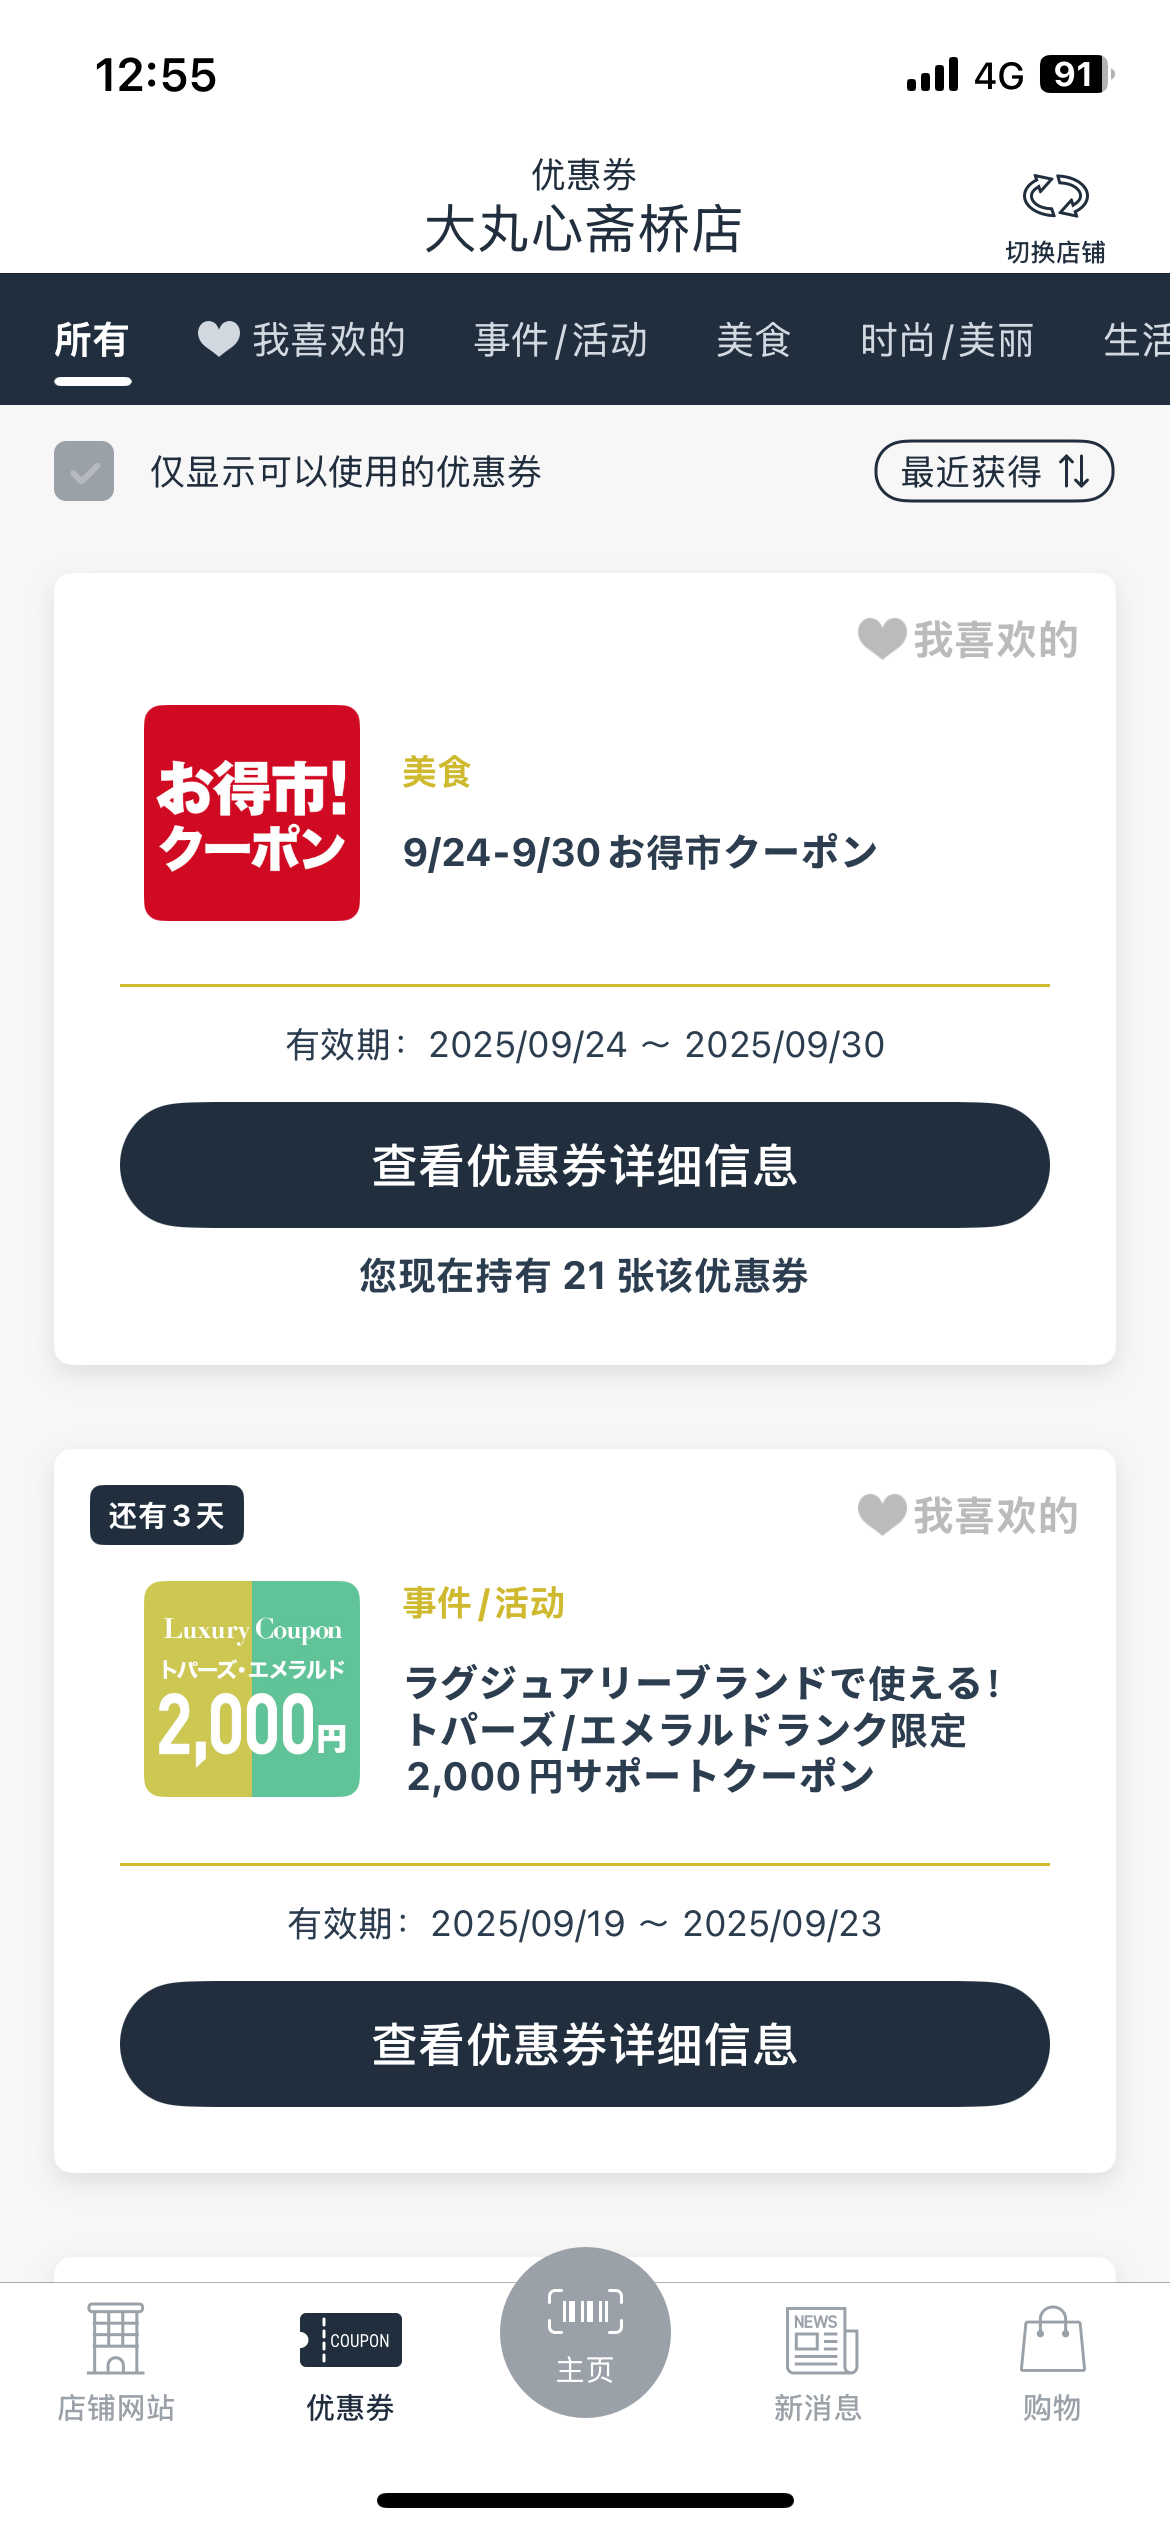 12:55
4G 91
优惠券
大丸心斋桥店
切换店铺
所有 我喜欢的 事件/活动 美食 时尚/美丽 生活
仅显示可以使用的优惠券
最近获得
我喜欢的
お得市!
クーポン
美食
9/24-9/30お得市クーポン
有效期：2025/09/24 ～ 2025/09/30
查看优惠券详细信息
您现在持有 21 张该优惠券
还有3天
我喜欢的
Luxury Coupon
トパーズ・エメラルド
2,000円
事件/活动
ラグジュアリーブランドで使える！
トパーズ/エメラルドランク限定
2,000円サポートクーポン
有效期：2025/09/19 ～ 2025/09/23
查看优惠券详细信息
COUPON
NEWS
店铺网站
优惠券
主页
新消息
购物